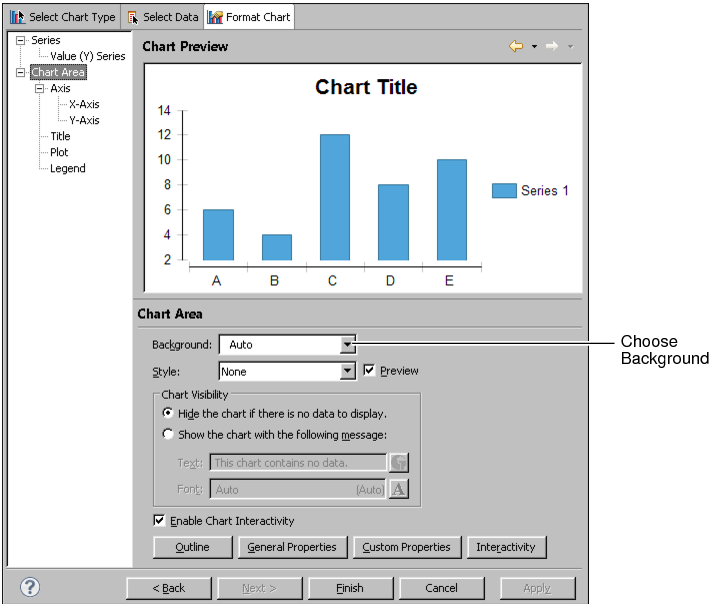 Select Chart Type
Select Data
Format Chart
Series
Value (Y) Series
Chart Area
Axis
X-Axis
Y-Axis
Title
Plot
Legend
Chart Preview
Chart Title
14
12
10
8
6
4
2
A B C D E
Series 1
Chart Area
Background: Auto
Style: None Preview
Chart Visibility
Hide the chart if there is no data to display.
Show the chart with the following message:
Text: This chart contains no data.
Font: Auto (Auto) A
Enable Chart Interactivity
Outline General Properties Custom Properties Interactivity
? < Back Next > Finish Cancel Apply
Choose
Background